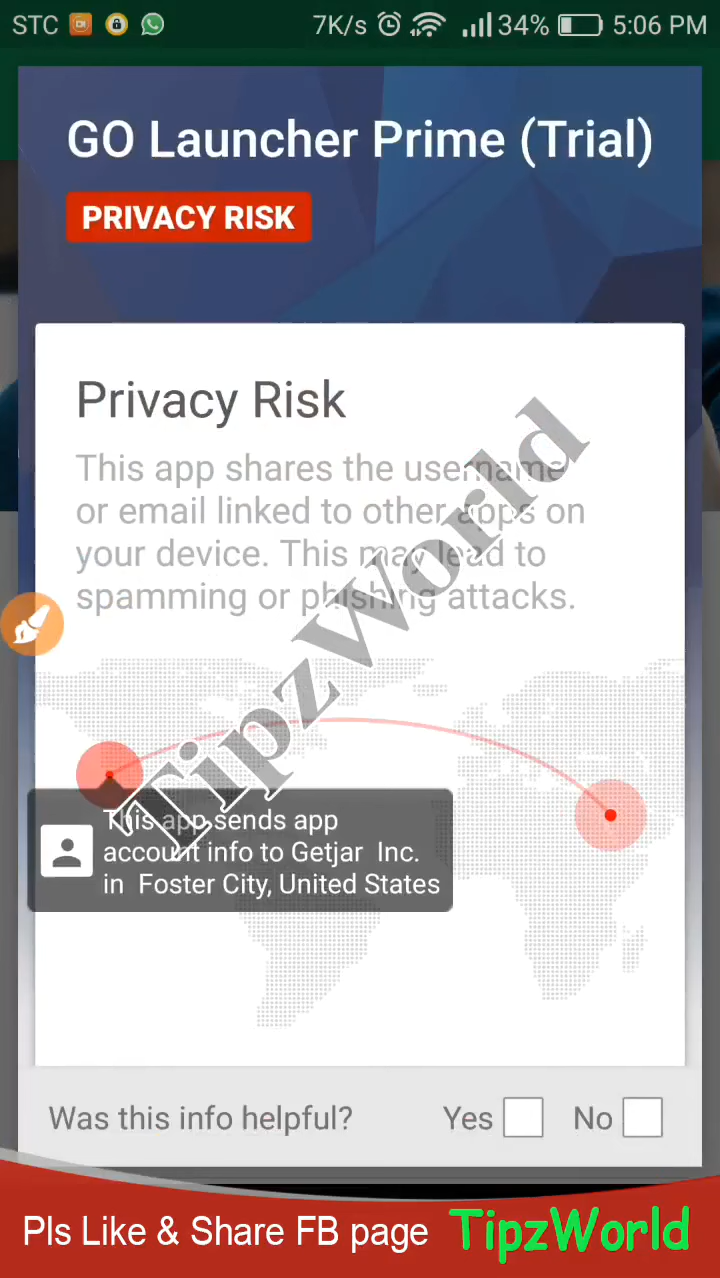 STC 7K/s 34% 5:06 PM
GO Launcher Prime (Trial)
PRIVACY RISK
Privacy Risk
This app shares the username
or email linked to other apps on
your device. This may lead to
spamming or phishing attacks.
TipzWorld
This app sends app
account info to Getjar Inc.
in Foster City, United States
Was this info helpful? Yes No
Pls Like & Share FB page TipzWorld